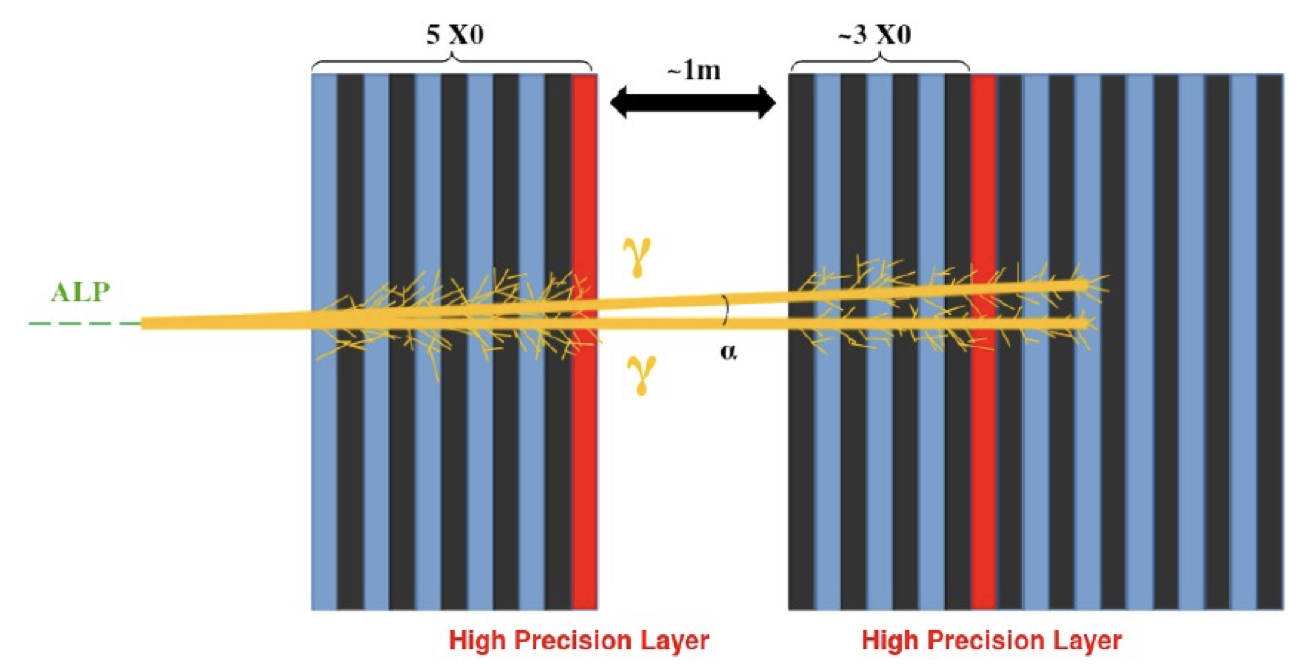 5 X0
~3 X0
~1m
γ
ALP
α
γ
High Precision Layer
High Precision Layer